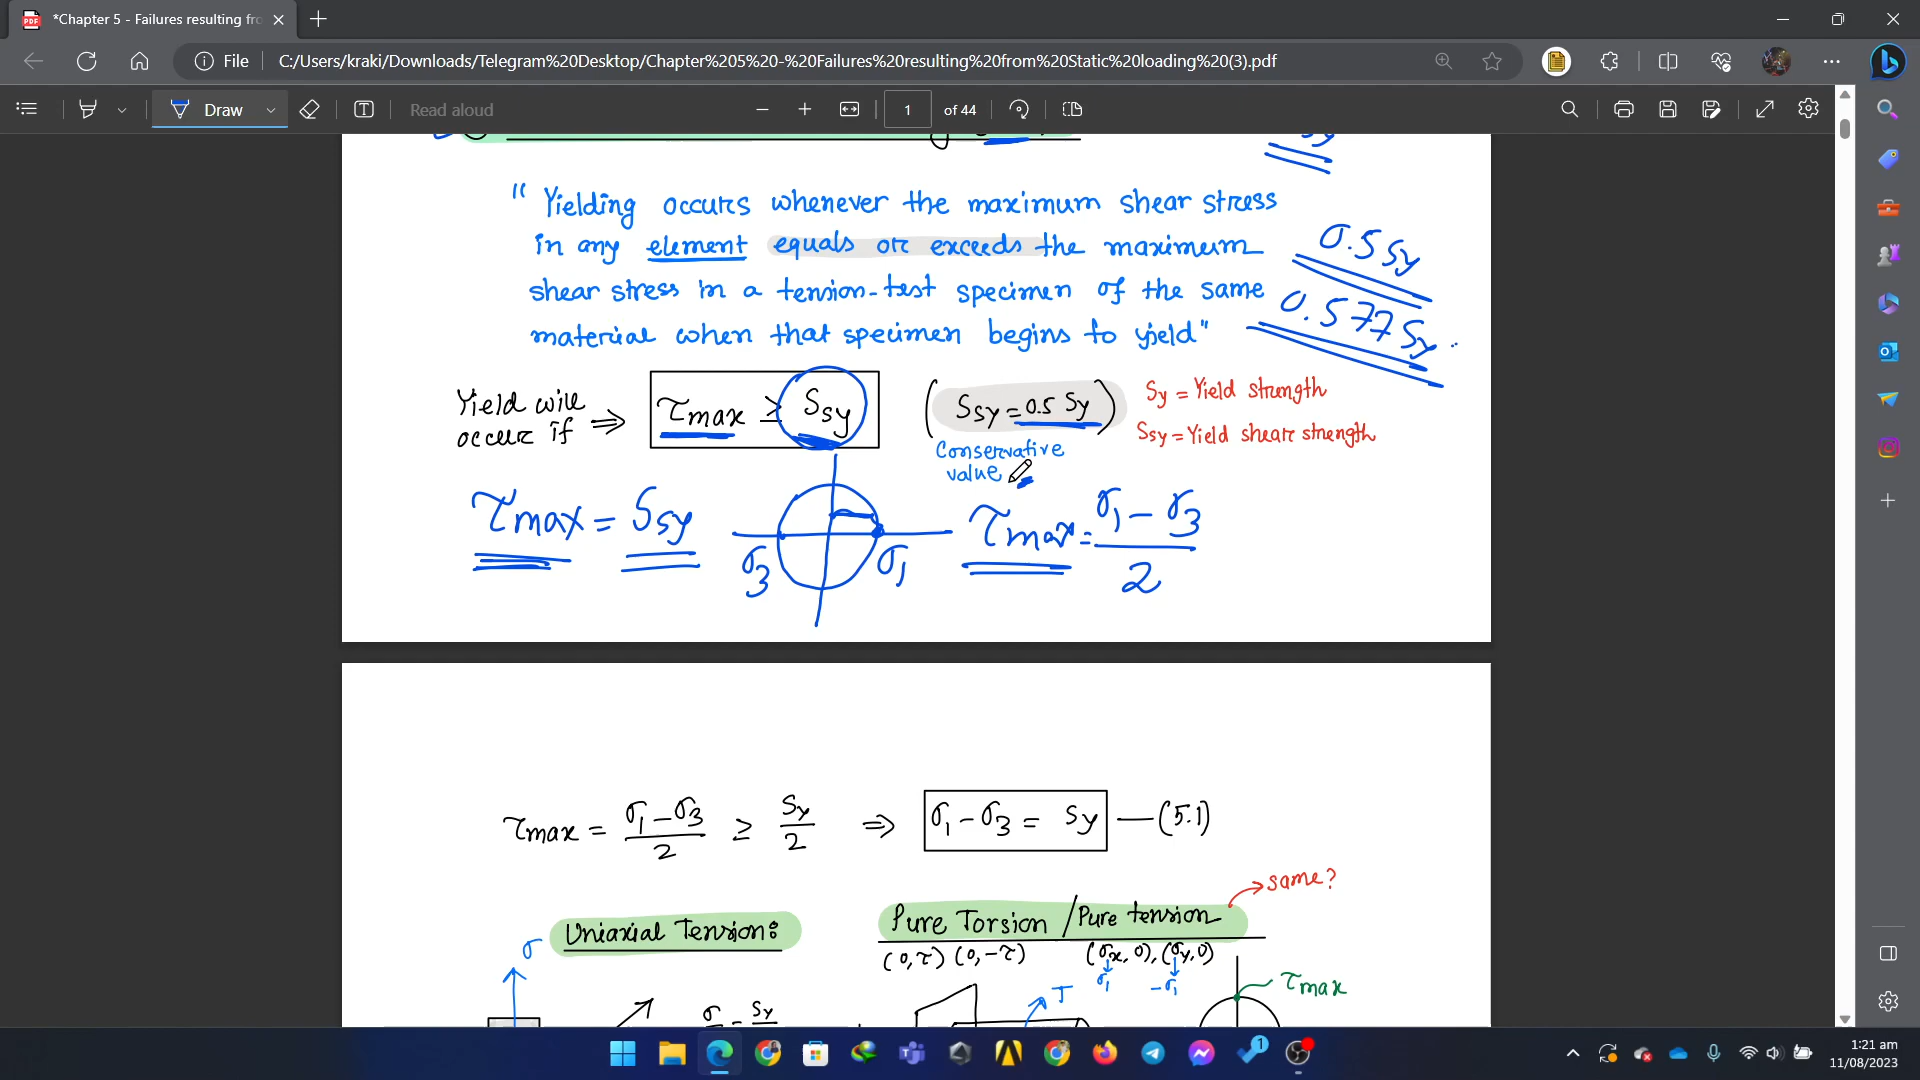 *Chapter 5 - Failures resulting fro
File
C:/Users/kraki/Downloads/Telegram%20Desktop/Chapter%205%20-%20Failures%20resulting%20from%20Static%20loading%20(3).pdf
Draw
Read aloud
1 of 44
" Yielding occurs whenever the maximum shear stress
in any element equals or exceeds the maximum
shear stress in a tension-test specimen of the same
material when that specimen begins to yield"
0.5 Sy
0.577 Sy
Yield will
occur if ⇒ τmax ≥ Ssy
(Ssy = 0.5 Sy)
Conservative
value
Sy = Yield strength
Ssy = Yield shear strength
τmax = Ssy
σ3
σ1
τmax = σ1 - σ3 / 2
τmax = σ1 - σ3 / 2 ≥ Sy / 2 ⇒ σ1 - σ3 = Sy — (5.1)
same?
Uniaxial Tension:
Pure Torsion / Pure tension
(0,τ) (0,-τ) (σx, 0), (σy, 0)
σ1 -σ1
σ
T
τmax
σ = Sy
1
1:21 am
11/08/2023